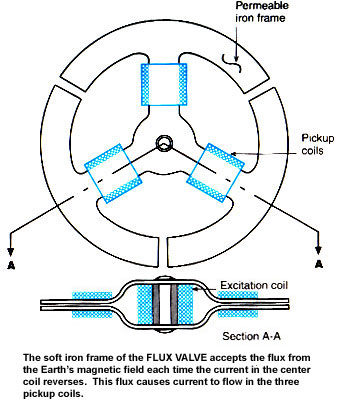 Permeable
iron frame
Pickup
coils
A
A
Excitation coil
Section A-A
The soft iron frame of the FLUX VALVE accepts the flux from
the Earth's magnetic field each time the current in the center
coil reverses. This flux causes current to flow in the three
pickup coils.